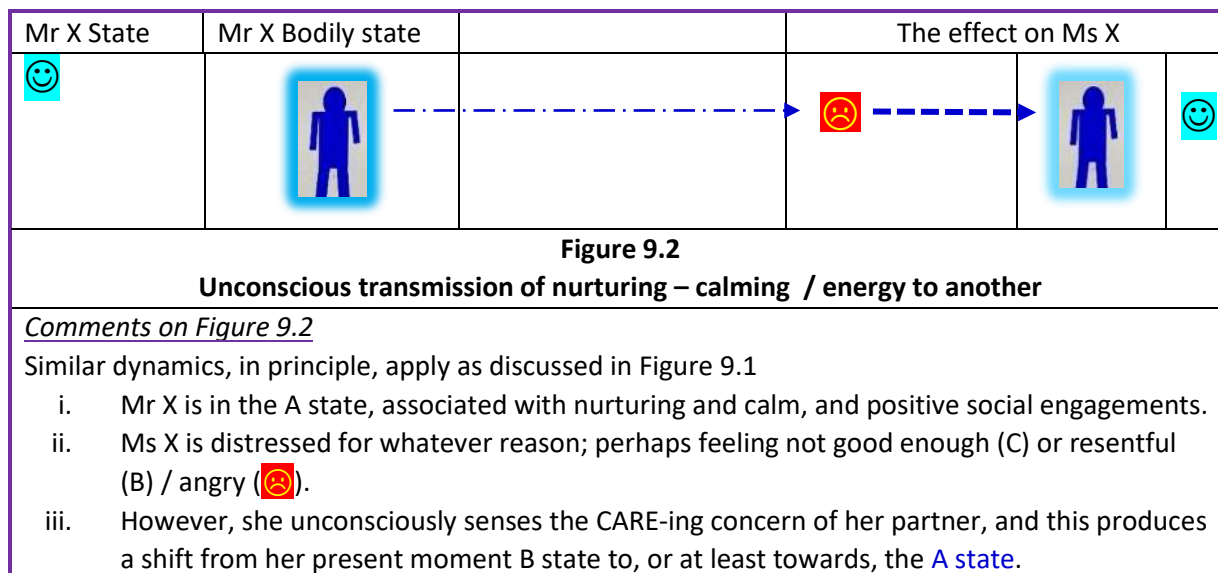 Mr X State Mr X Bodily state The effect on Ms X
Figure 9.2
Unconscious transmission of nurturing – calming / energy to another
Comments on Figure 9.2
Similar dynamics, in principle, apply as discussed in Figure 9.1
i. Mr X is in the A state, associated with nurturing and calm, and positive social engagements.
ii. Ms X is distressed for whatever reason; perhaps feeling not good enough (C) or resentful
(B) / angry (☹).
iii. However, she unconsciously senses the CARE-ing concern of her partner, and this produces
a shift from her present moment B state to, or at least towards, the A state.